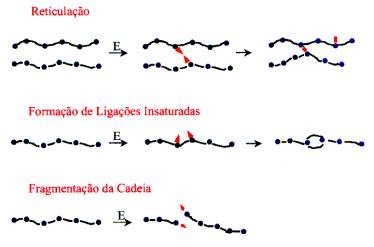 Reticulação
E
Formação de Ligações Insaturadas
E
Fragmentação da Cadeia
E